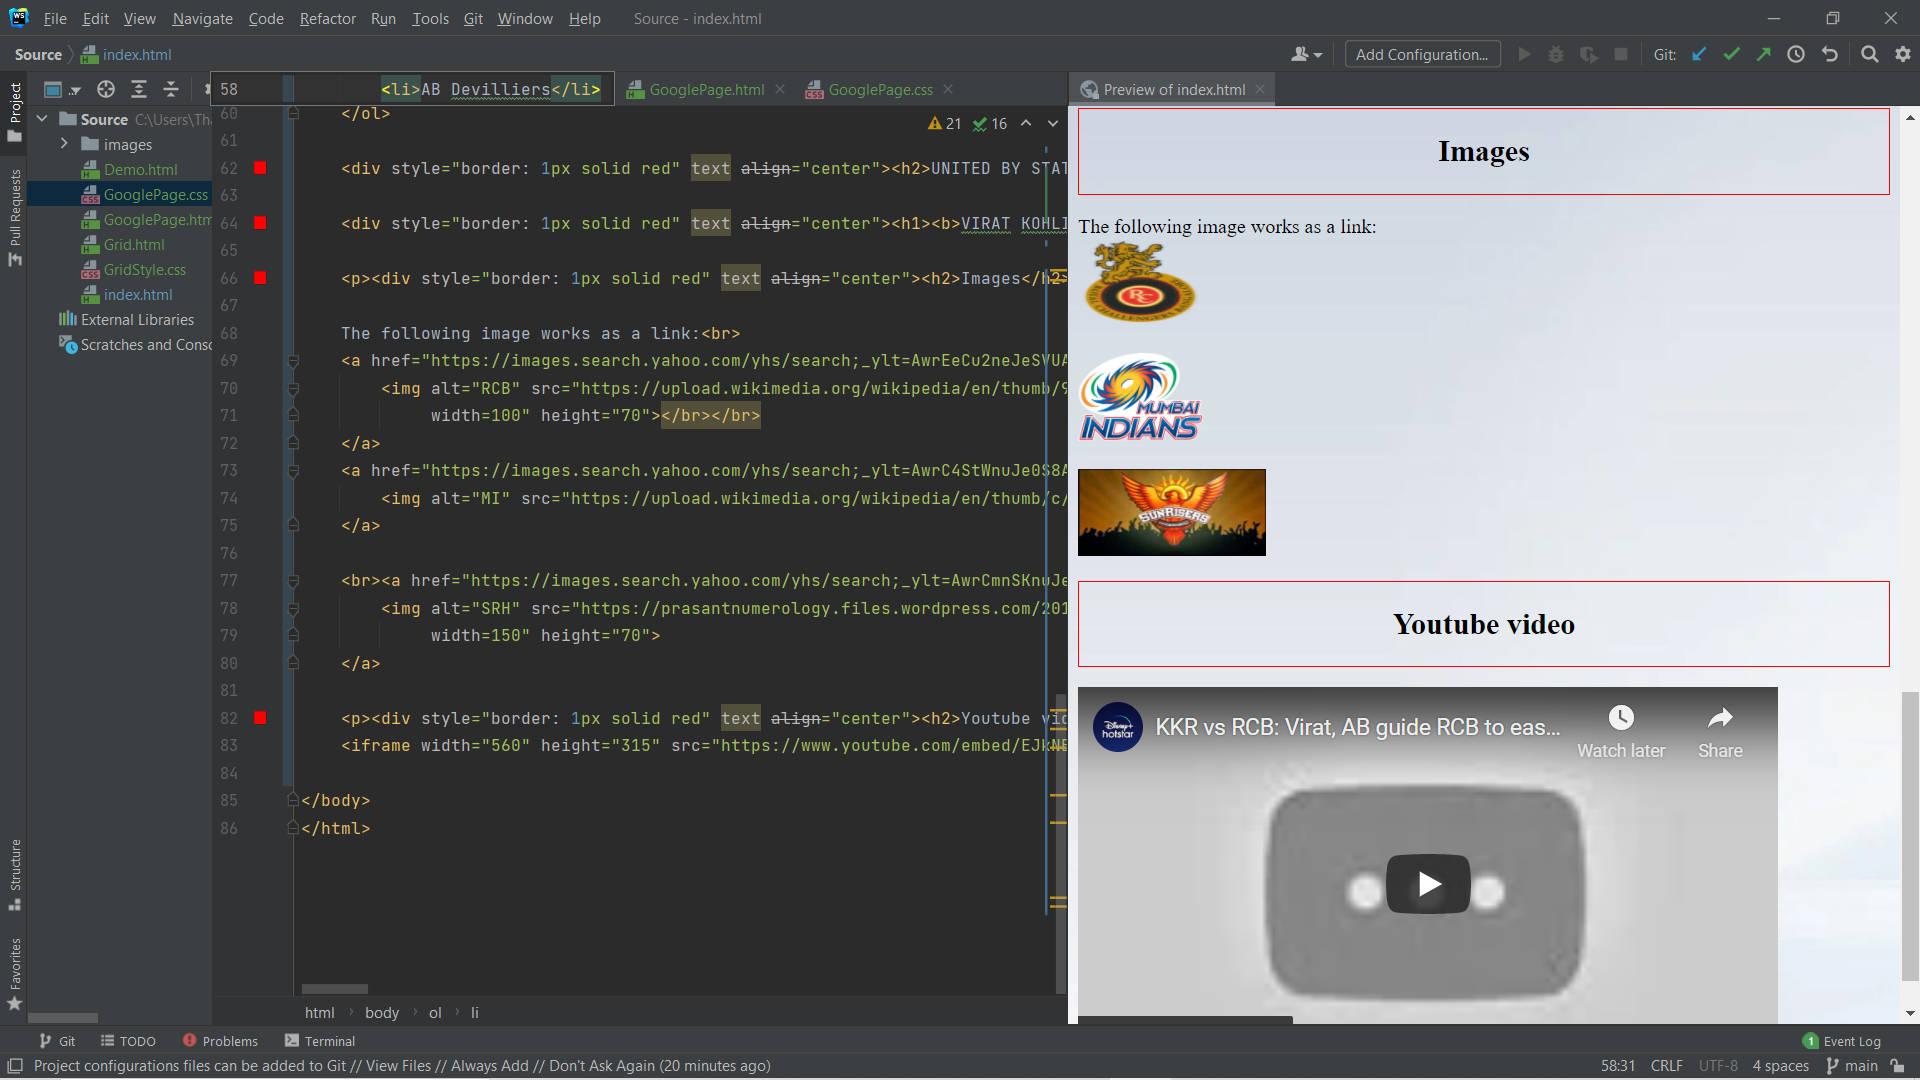 File Edit View Navigate Code Refactor Run Tools Git Window Help Source - index.html
Source index.html Add Configuration... Git:
58 <li>AB Devilliers</li> GooglePage.html GooglePage.css Preview of index.html
Project
Pull Requests
Structure
Favorites
Source C:\Users\Tha
images
Demo.html
GooglePage.css
GooglePage.htm
Grid.html
GridStyle.css
index.html
External Libraries
Scratches and Conso
21 16
60 </ol>
61
62 <div style="border: 1px solid red" text align="center"><h2>UNITED BY STAT
63
64 <div style="border: 1px solid red" text align="center"><h1><b>VIRAT KOHLI
65
66 <p><div style="border: 1px solid red" text align="center"><h2>Images</h2>
67
68 The following image works as a link:<br>
69 <a href="https://images.search.yahoo.com/yhs/search;_ylt=AwrEeCu2neJeSVUA
70 <img alt="RCB" src="https://upload.wikimedia.org/wikipedia/en/thumb/9
71 width=100" height="70"></br></br>
72 </a>
73 <a href="https://images.search.yahoo.com/yhs/search;_ylt=AwrC4StWnuJe0S8A
74 <img alt="MI" src="https://upload.wikimedia.org/wikipedia/en/thumb/c/
75 </a>
76
77 <br><a href="https://images.search.yahoo.com/yhs/search;_ylt=AwrCmnSKnuJe
78 <img alt="SRH" src="https://prasantnumerology.files.wordpress.com/201
79 width=150" height="70">
80 </a>
81
82 <p><div style="border: 1px solid red" text align="center"><h2>Youtube vid
83 <iframe width="560" height="315" src="https://www.youtube.com/embed/EJkNE
84
85 </body>
86 </html>
html body ol li
Images
The following image works as a link:
RC
MUMBAI
INDIANS
SUNRISERS
Youtube video
Disney+
hotstar
KKR vs RCB: Virat, AB guide RCB to eas...
Watch later
Share
Git TODO Problems Terminal 1 Event Log
Project configurations files can be added to Git // View Files // Always Add // Don't Ask Again (20 minutes ago) 58:31 CRLF UTF-8 4 spaces main